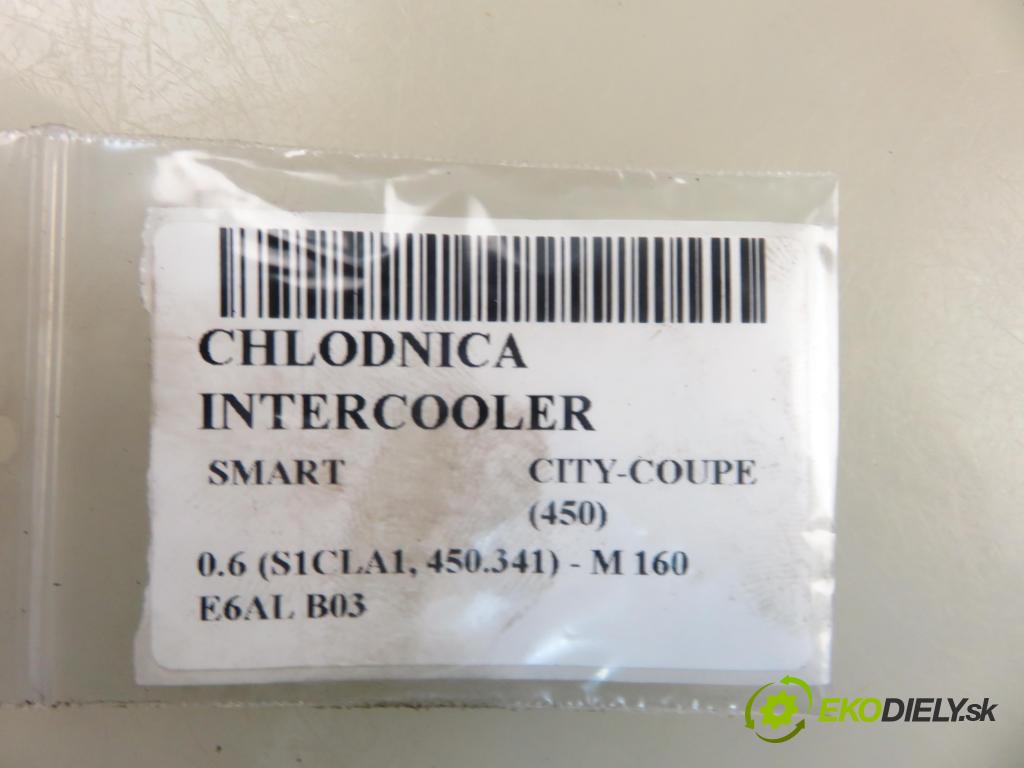 CHLODNICA
INTERCOOLER
SMART CITY-COUPE
(450)
0.6 (S1CLA1, 450.341) - M 160
E6AL B03
EKODIELY.sk